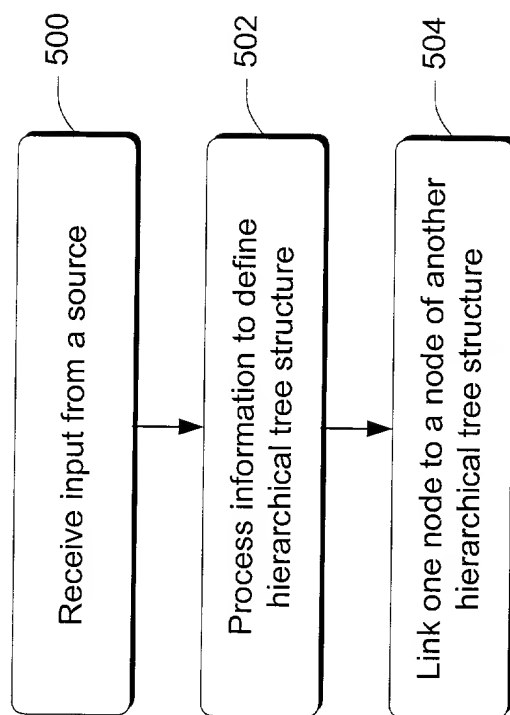 500
Receive input from a source
502
Process information to define
hierarchical tree structure
504
Link one node to a node of another
hierarchical tree structure